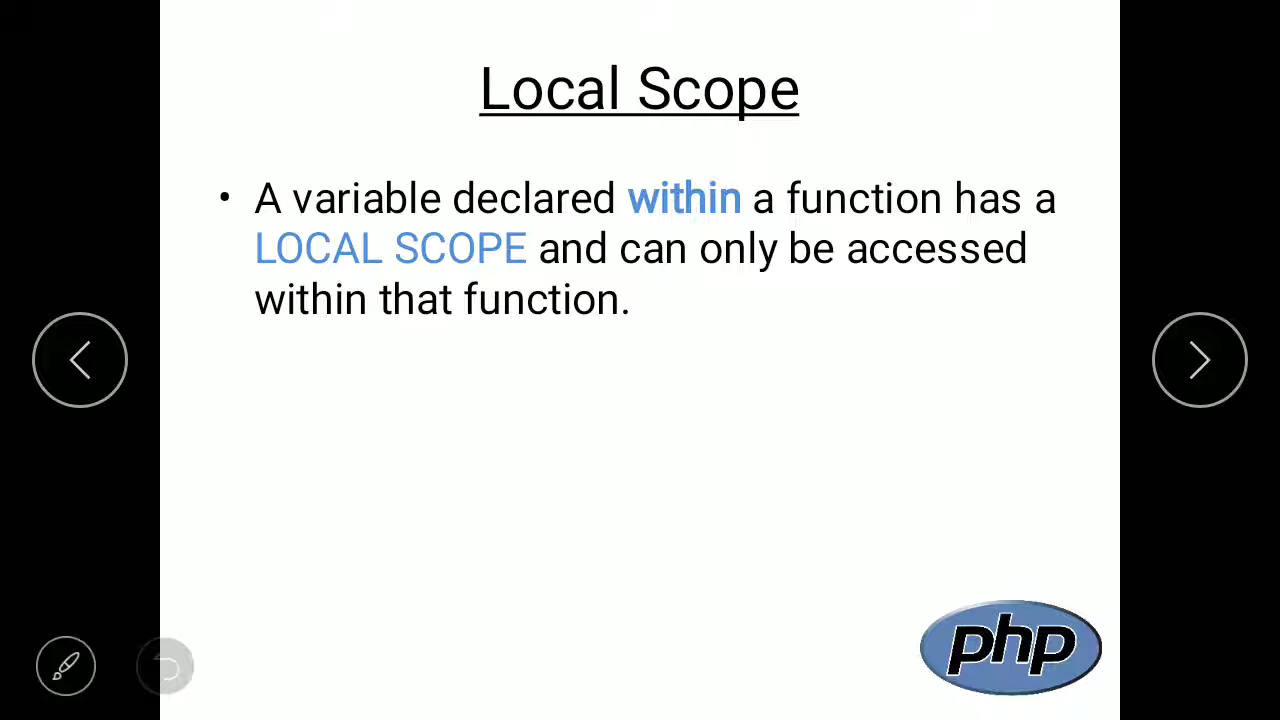 Local Scope
• A variable declared within a function has a
LOCAL SCOPE and can only be accessed
within that function.
php